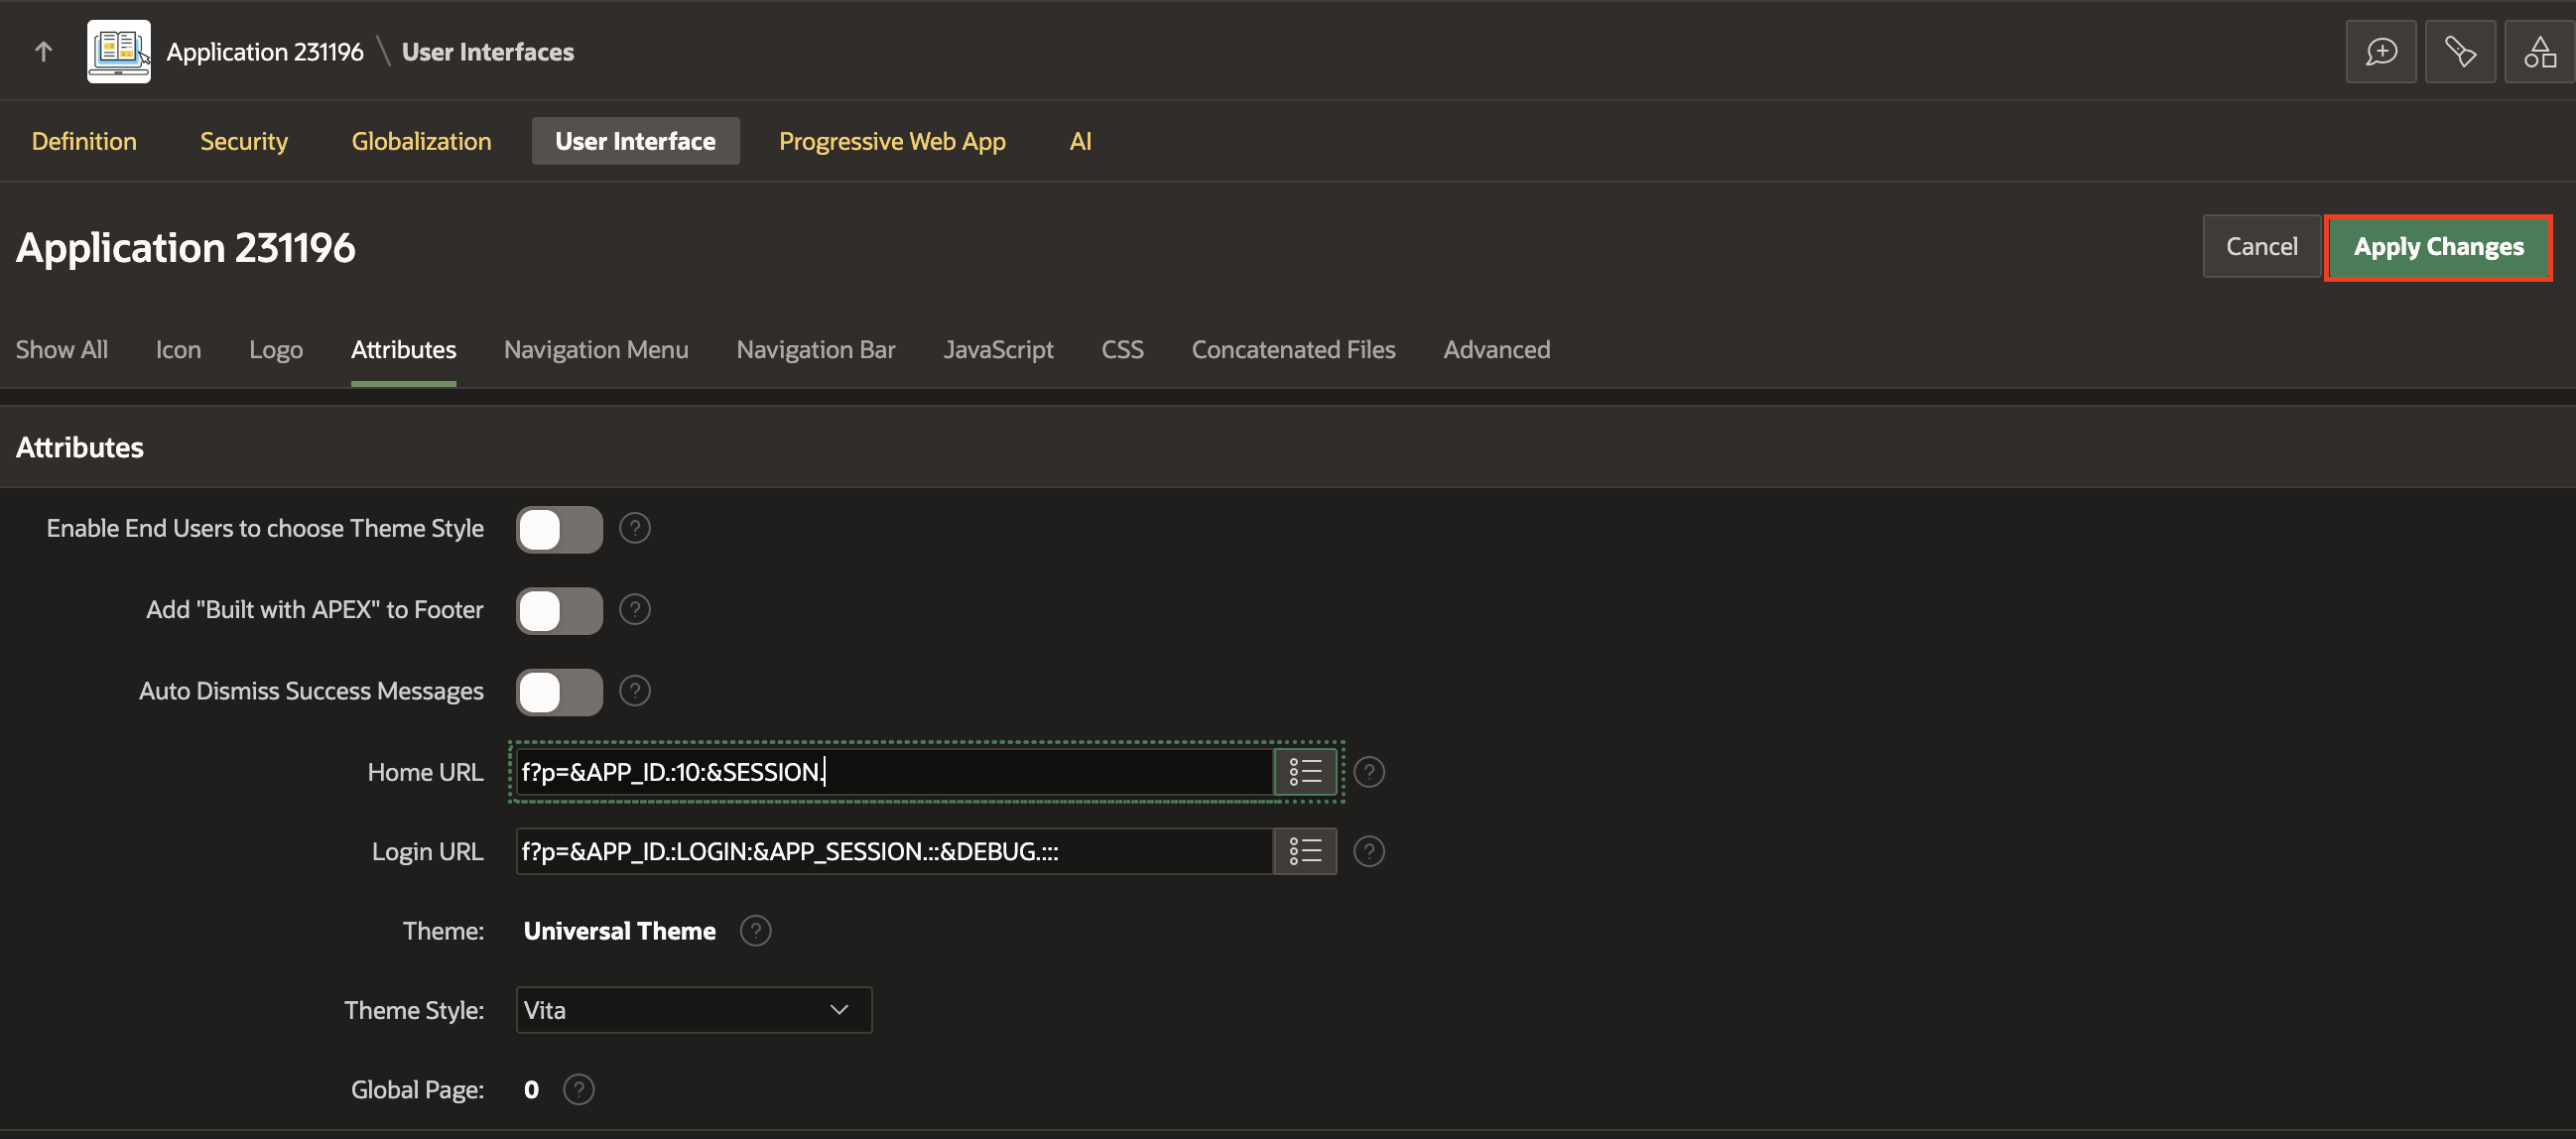 Application 231196 \ User Interfaces
Definition Security Globalization User Interface Progressive Web App AI
Application 231196
Cancel Apply Changes
Show All Icon Logo Attributes Navigation Menu Navigation Bar JavaScript CSS Concatenated Files Advanced
Attributes
Enable End Users to choose Theme Style ?
Add "Built with APEX" to Footer ?
Auto Dismiss Success Messages ?
Home URL f?p=&APP_ID.:10:&SESSION. ?
Login URL f?p=&APP_ID.:LOGIN:&APP_SESSION.::&DEBUG.::: ?
Theme: Universal Theme ?
Theme Style: Vita
Global Page: 0 ?